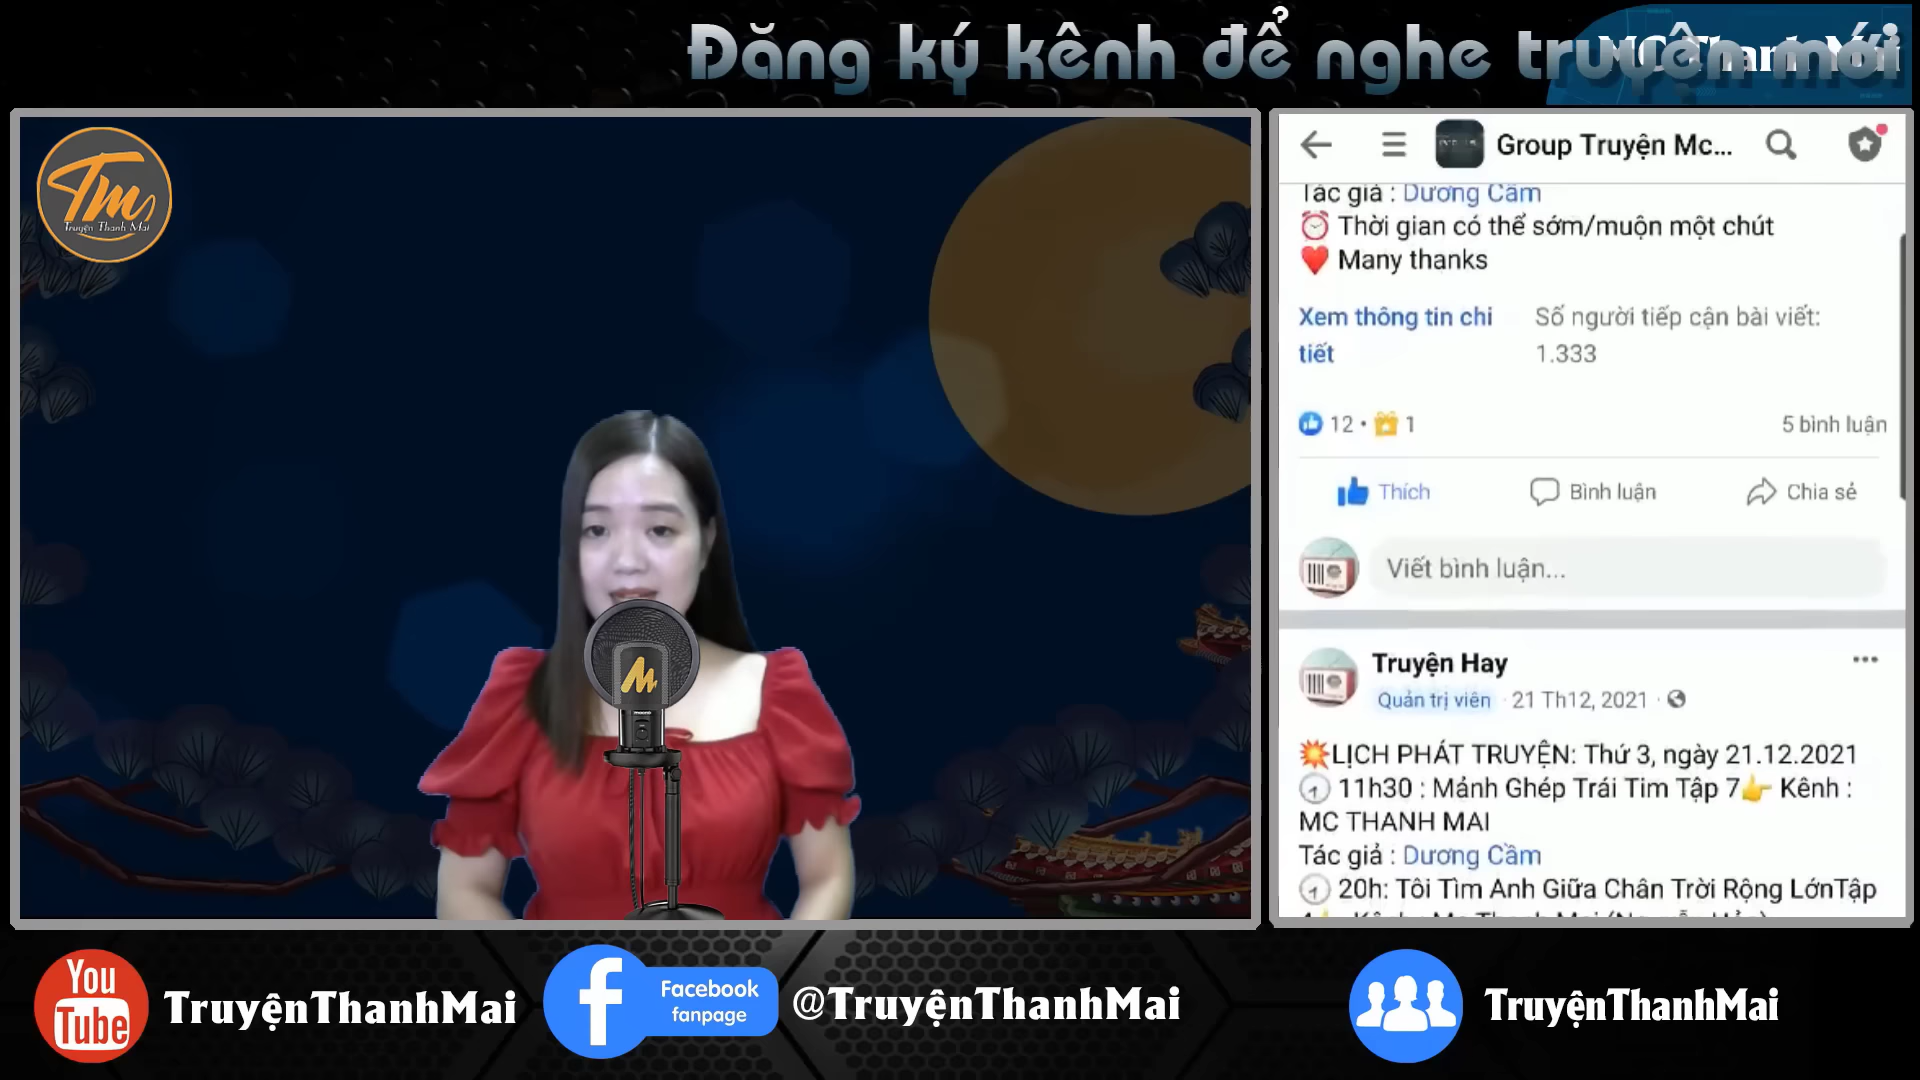 Đăng ký kênh để nghe truyện mới
MC Thanh Mai
TM
Truyện Thanh Mai
Group Truyện Mc...
Tác giả : Dương Cầm
⏰ Thời gian có thể sớm/muộn một chút
❤️ Many thanks
Xem thông tin chi
tiết
Số người tiếp cận bài viết:
1.333
12 • 1
5 bình luận
Thích
Bình luận
Chia sẻ
Viết bình luận...
Truyện Hay
Quản trị viên · 21 Th12, 2021 ·
💥LỊCH PHÁT TRUYỆN: Thứ 3, ngày 21.12.2021
11h30 : Mảnh Ghép Trái Tim Tập 7👉 Kênh :
MC THANH MAI
Tác giả : Dương Cầm
20h: Tôi Tìm Anh Giữa Chân Trời Rộng LớnTập
You
Tube
TruyệnThanhMai
Facebook
fanpage
@TruyệnThanhMai
TruyệnThanhMai